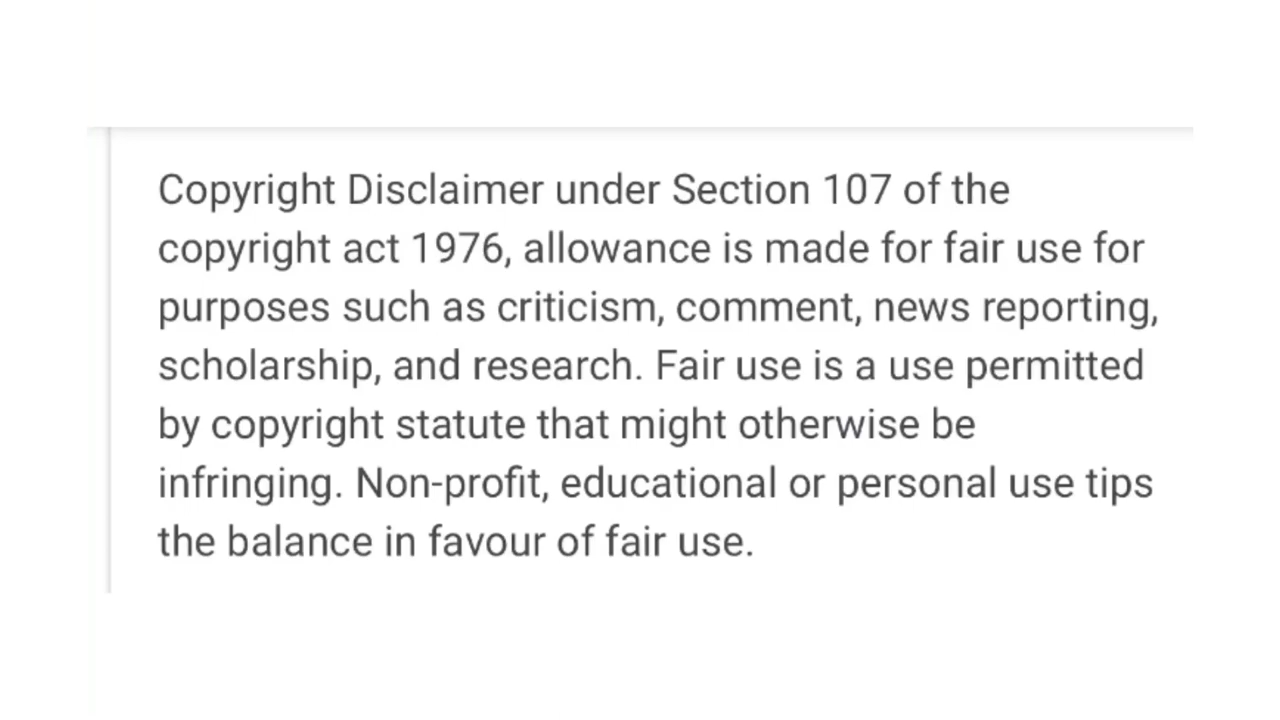 Copyright Disclaimer under Section 107 of the
copyright act 1976, allowance is made for fair use for
purposes such as criticism, comment, news reporting,
scholarship, and research. Fair use is a use permitted
by copyright statute that might otherwise be
infringing. Non-profit, educational or personal use tips
the balance in favour of fair use.